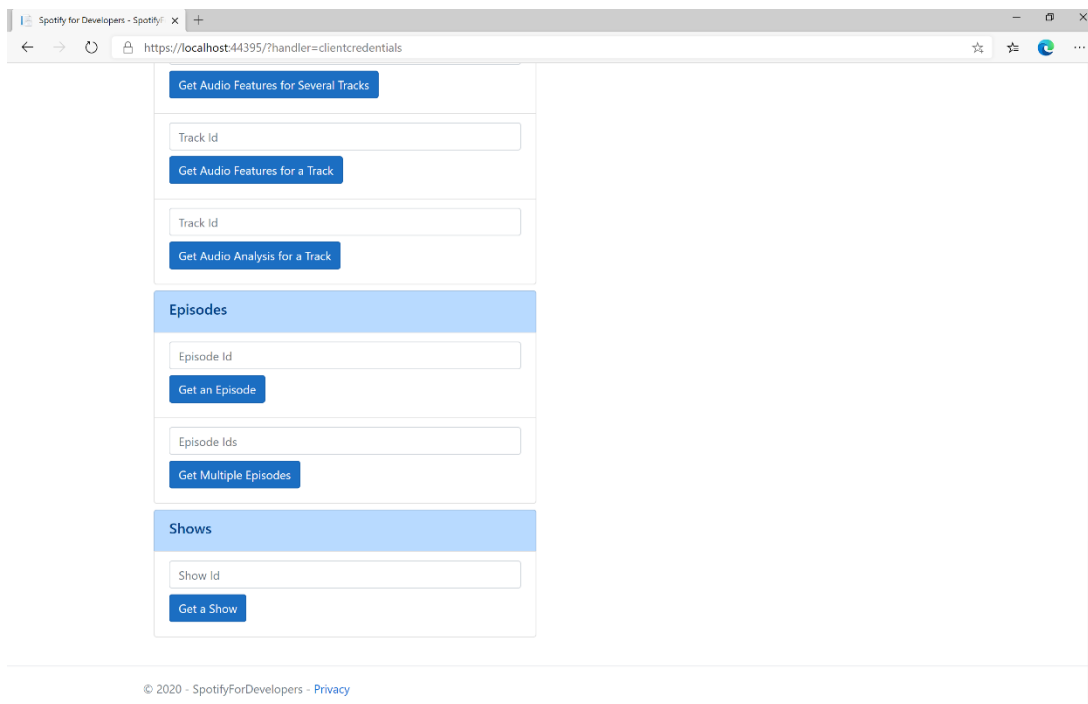 Spotify for Developers - Spotify
https://localhost:44395/?handler=clientcredentials
Get Audio Features for Several Tracks
Track Id
Get Audio Features for a Track
Track Id
Get Audio Analysis for a Track
Episodes
Episode Id
Get an Episode
Episode Ids
Get Multiple Episodes
Shows
Show Id
Get a Show
© 2020 - SpotifyForDevelopers - Privacy